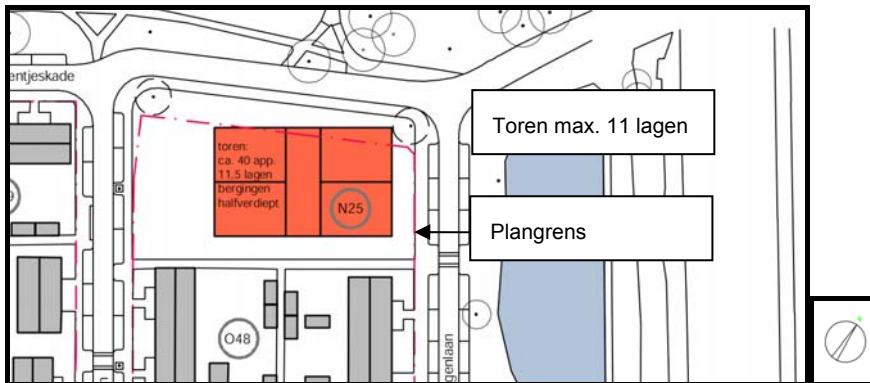 entjeskade
Toren max. 11 lagen
toren:
ca. 40 app.
11,5 lagen
bergingen
halfverdiept
N25
Plangrens
O48
genlaan